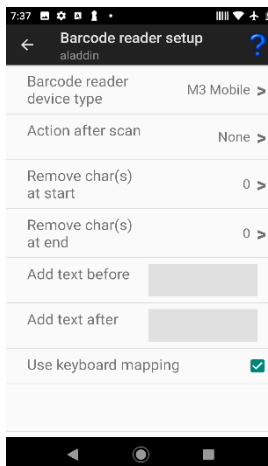 7:37
Barcode reader setup
aladdin
?
Barcode reader
device type
M3 Mobile >
Action after scan
None >
Remove char(s)
at start
0 >
Remove char(s)
at end
0 >
Add text before
Add text after
Use keyboard mapping